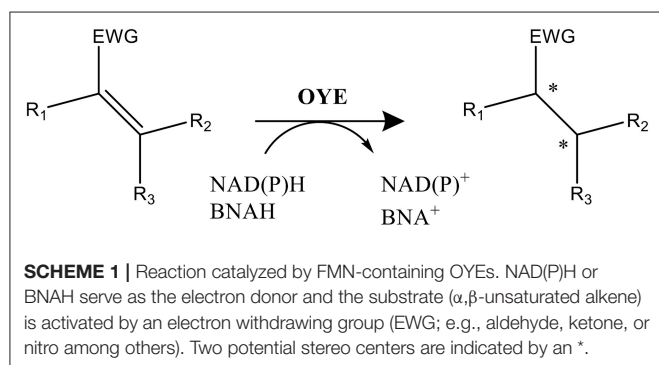 EWG
R1
R2
R3
OYE
NAD(P)H
BNAH
NAD(P)+
BNA+
EWG
*
R1
*
R2
R3
SCHEME 1 | Reaction catalyzed by FMN-containing OYEs. NAD(P)H or
BNAH serve as the electron donor and the substrate (α,β-unsaturated alkene)
is activated by an electron withdrawing group (EWG; e.g., aldehyde, ketone, or
nitro among others). Two potential stereo centers are indicated by an *.